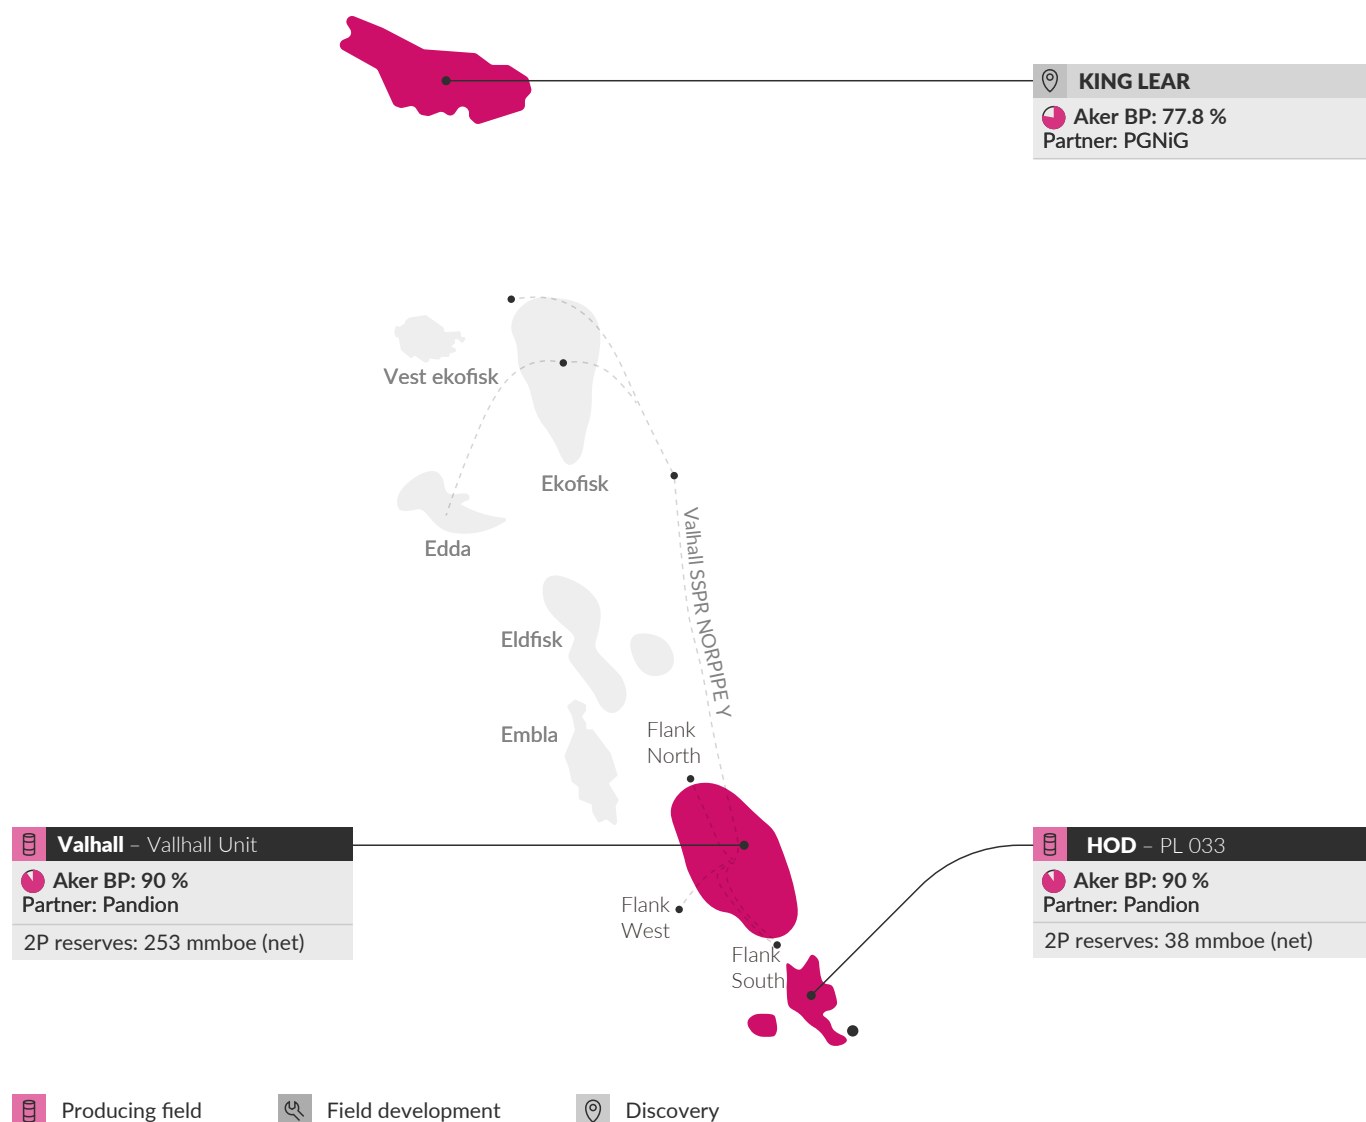 KING LEAR
Aker BP: 77.8 %
Partner: PGNiG
Vest ekofisk
Ekofisk
Edda
Valhall SSPR NORPIPE Y
Eldfisk
Embla
Flank
North
Valhall – Vallhall Unit
Aker BP: 90 %
Partner: Pandion
2P reserves: 253 mmboe (net)
HOD – PL 033
Aker BP: 90 %
Partner: Pandion
2P reserves: 38 mmboe (net)
Flank
West
Flank
South
Producing field
Field development
Discovery